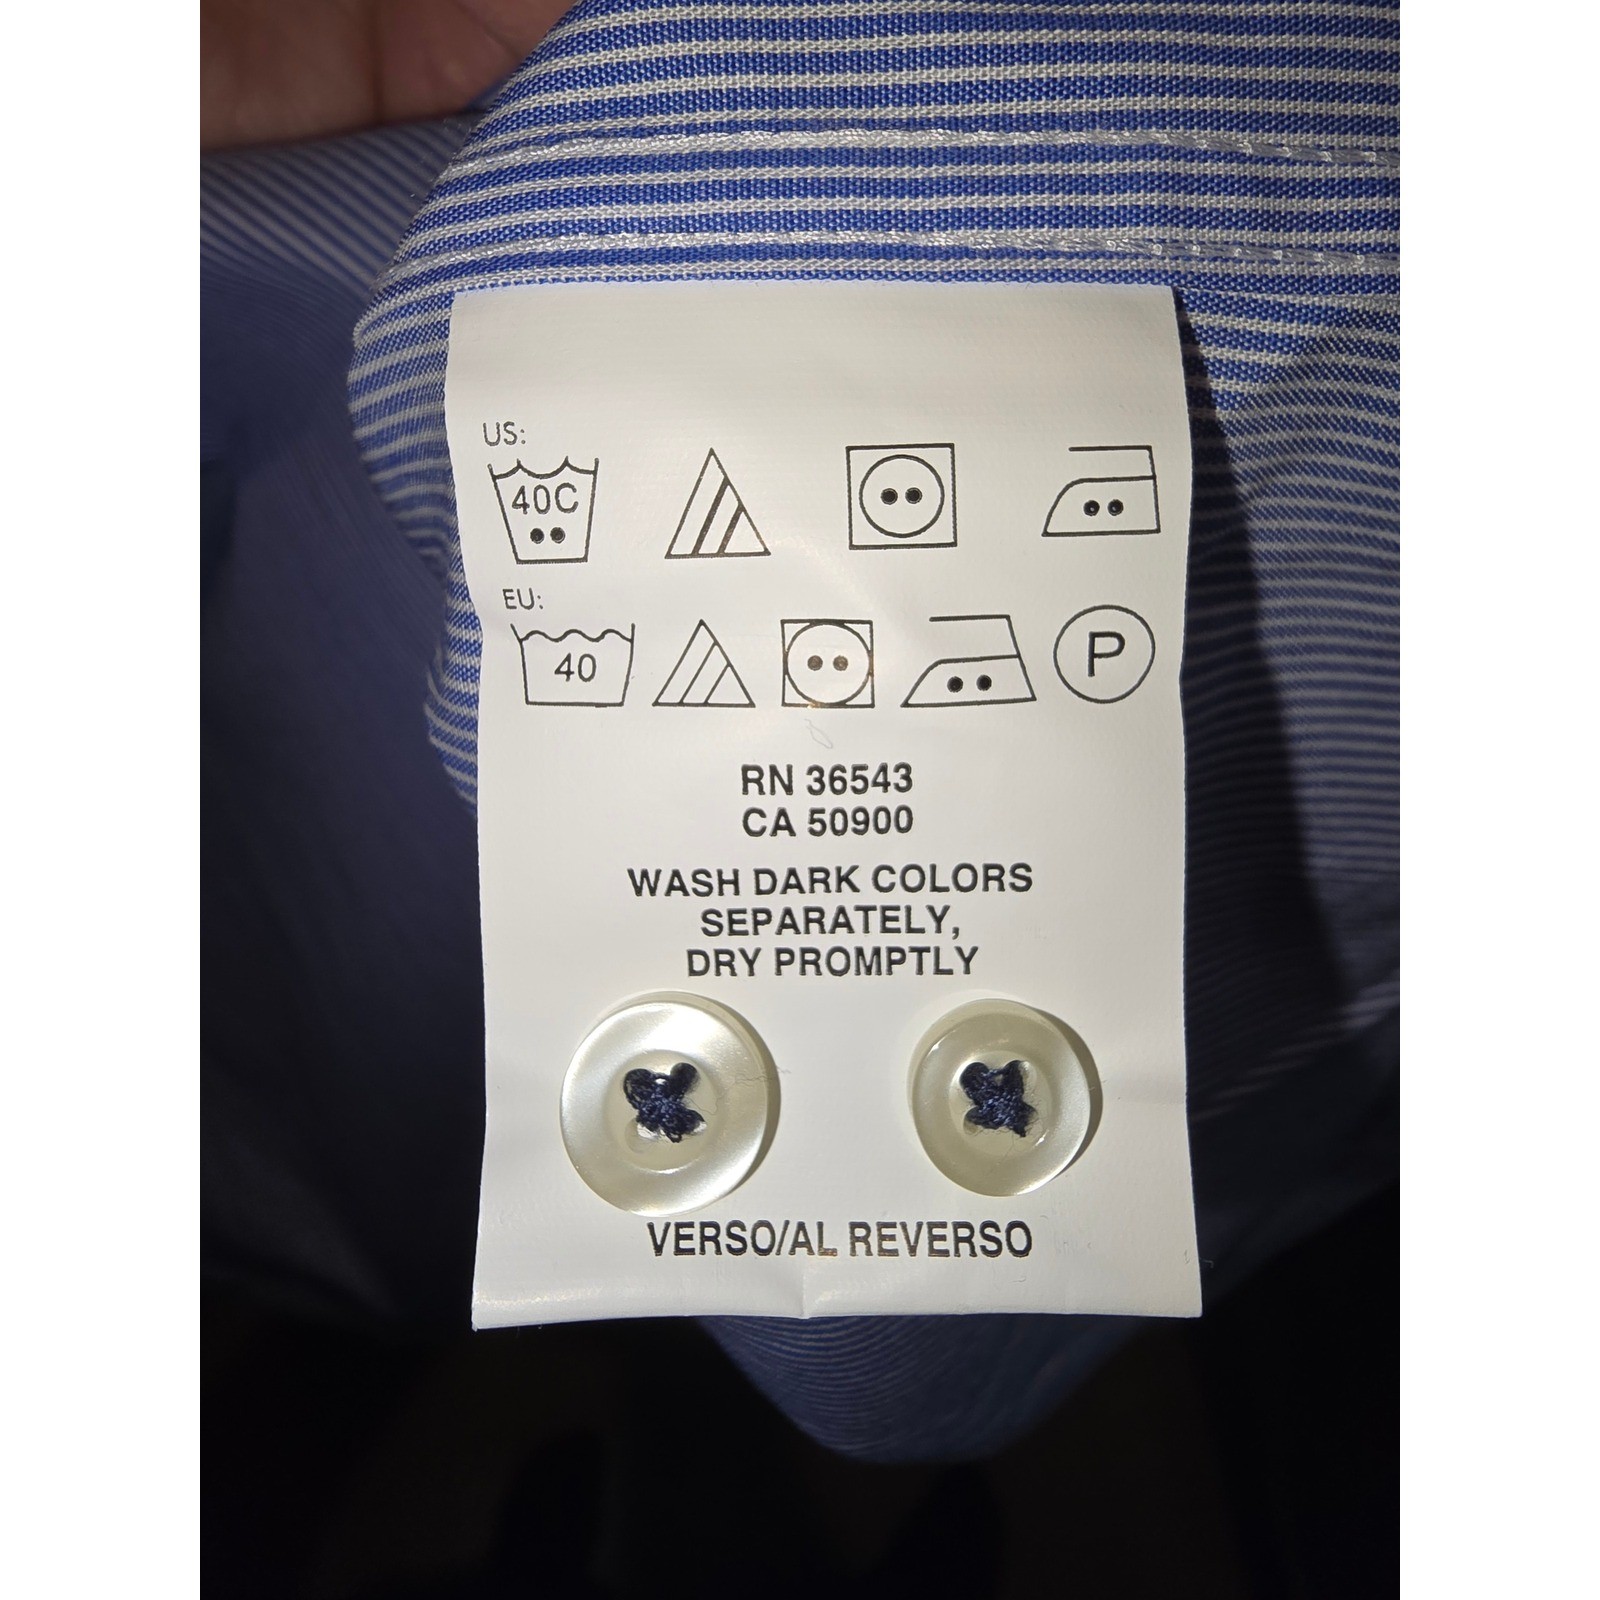 US:
40C
EU:
40
P
RN 36543
CA 50900
WASH DARK COLORS
SEPARATELY,
DRY PROMPTLY
VERSO/AL REVERSO